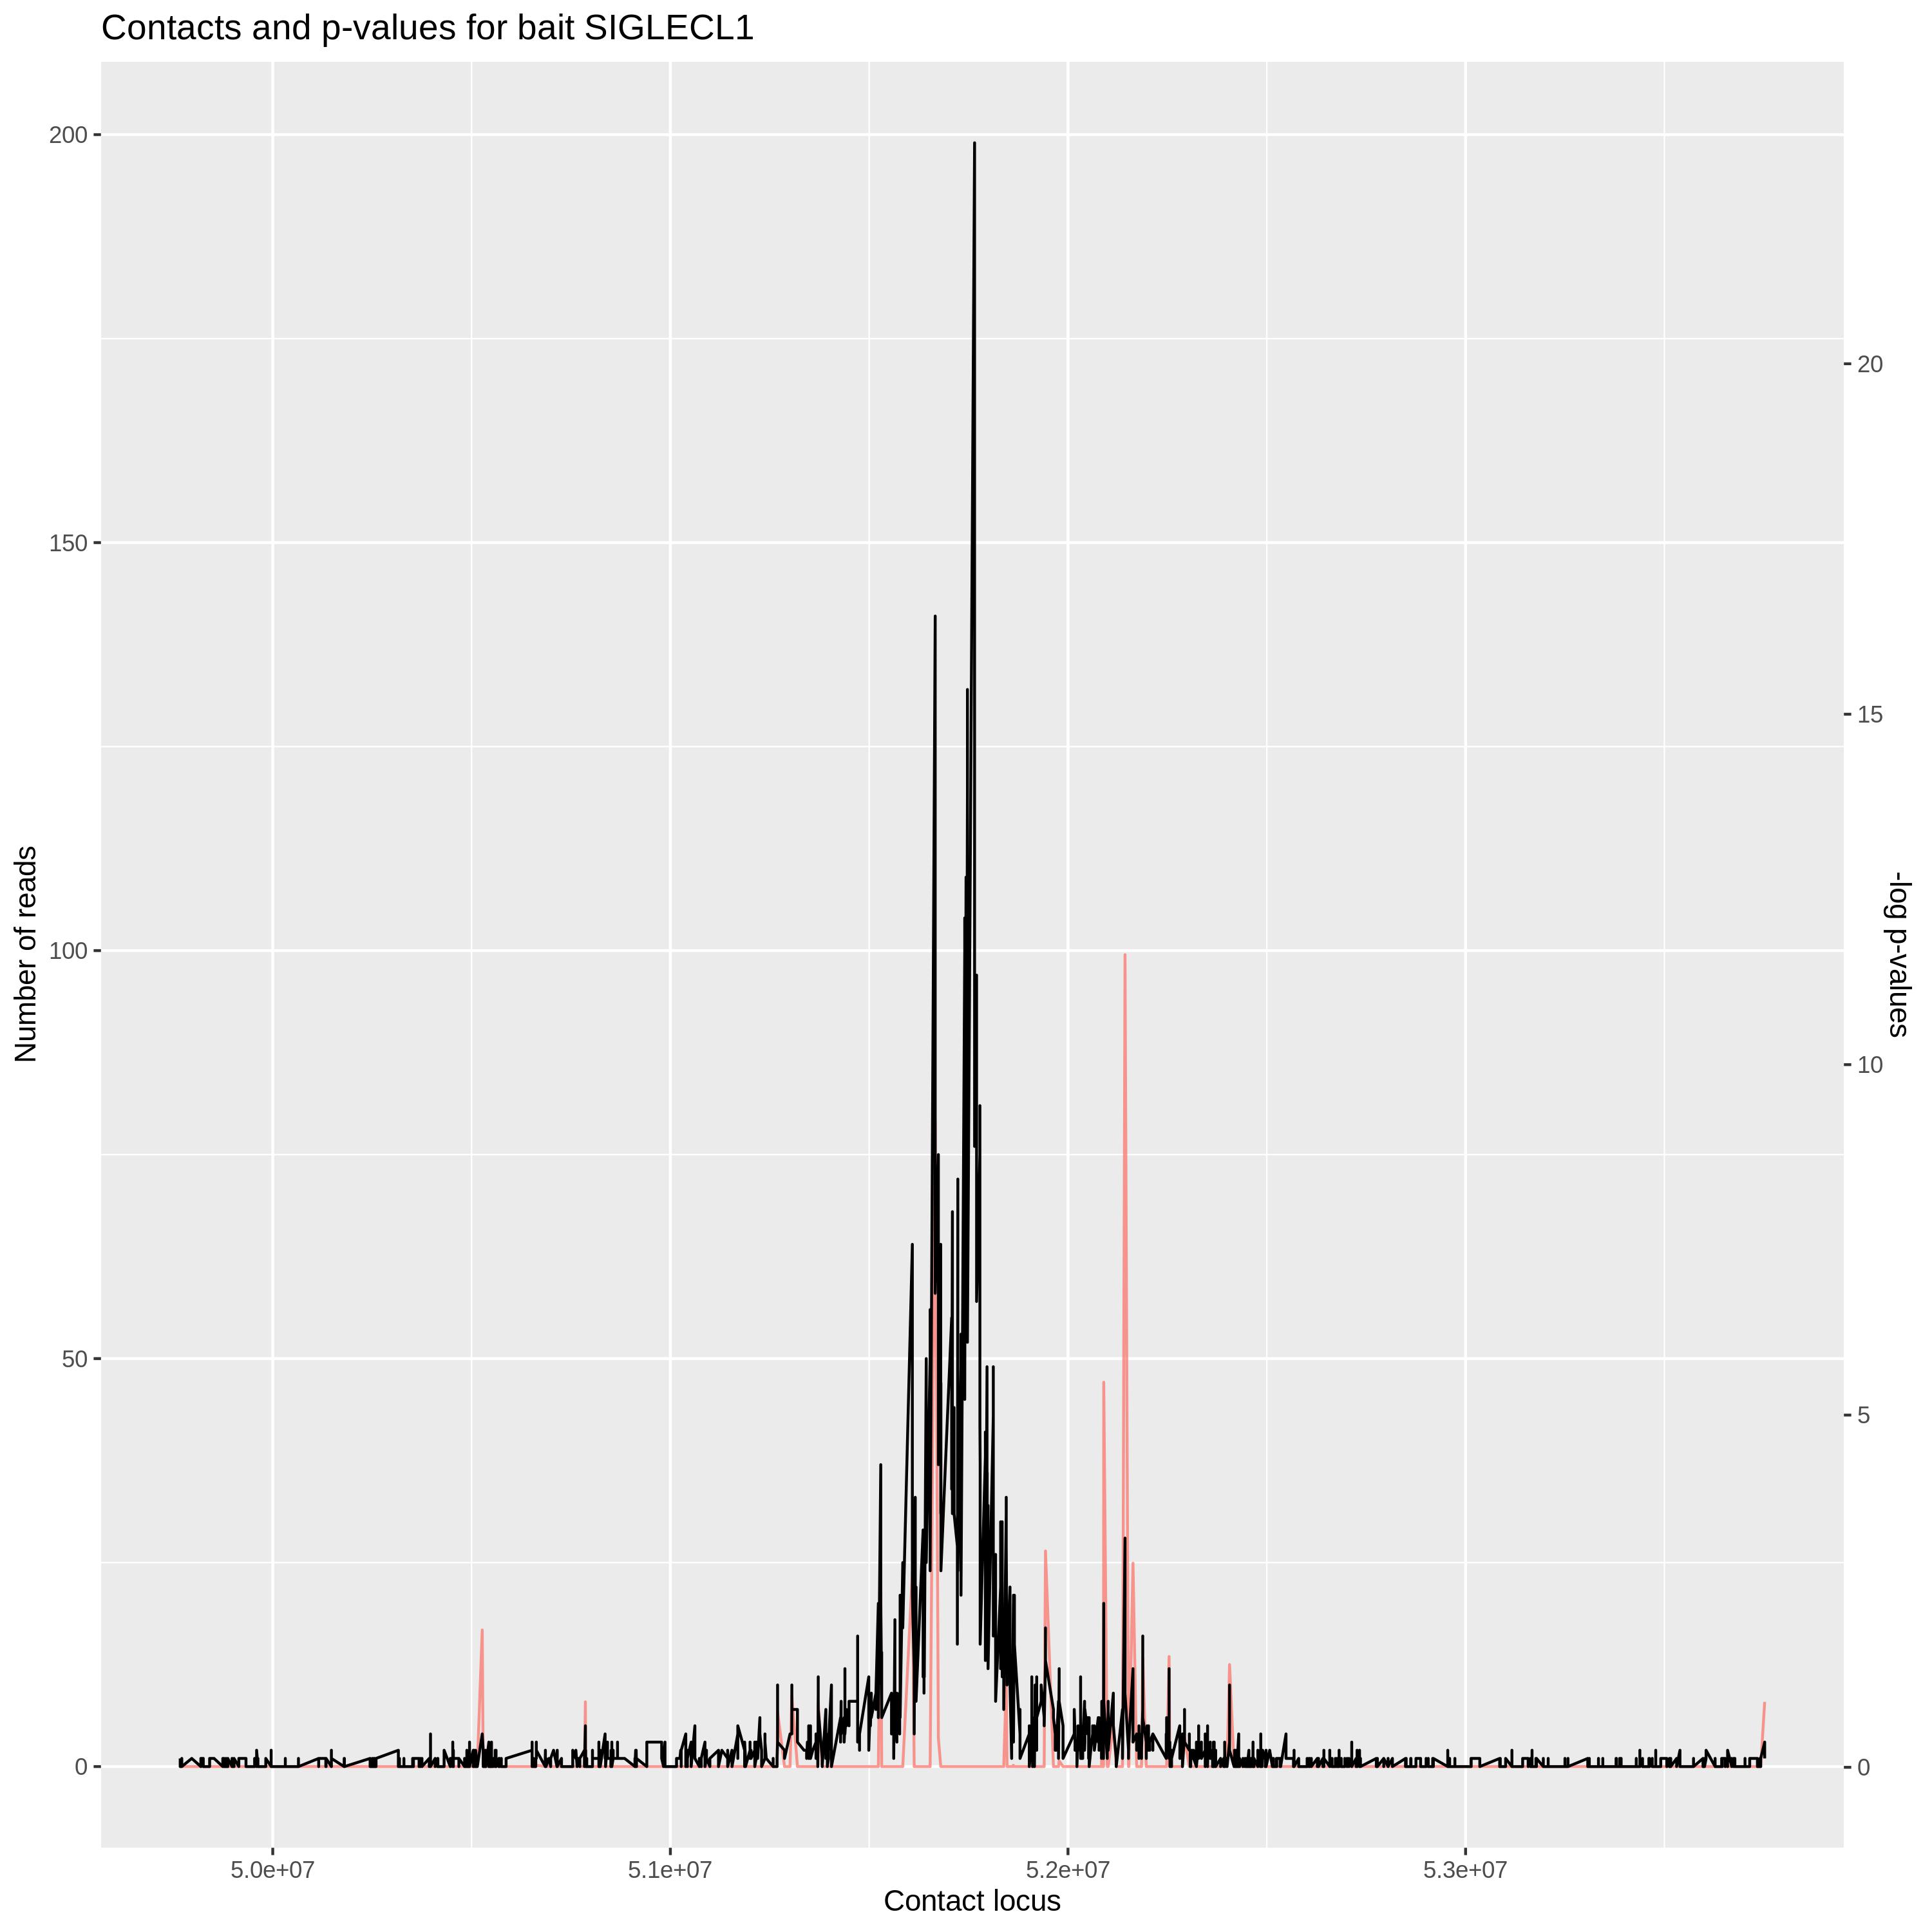 Contacts and p-values for bait SIGLECL1
200
150
100
50
0
Number of reads
20
15
10
5
0
-log p-values
5.0e+07
5.1e+07
5.2e+07
5.3e+07
Contact locus